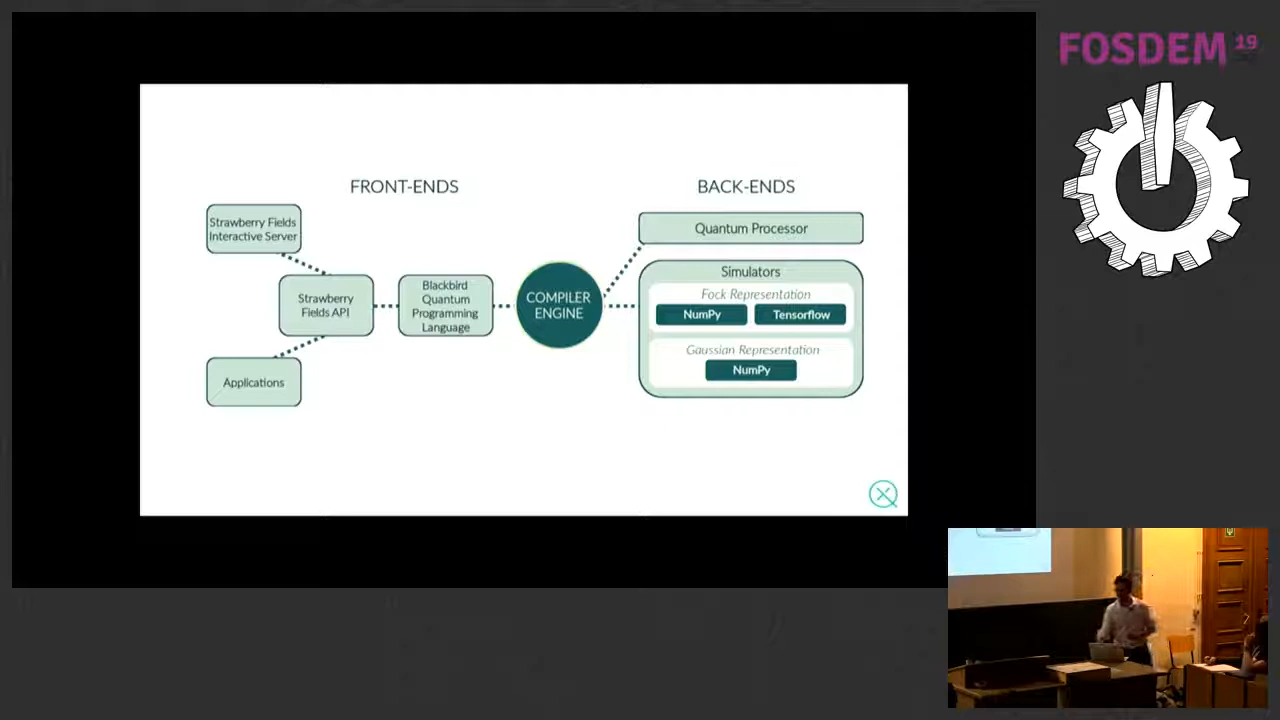 FOSDEM 19
FRONT-ENDS
BACK-ENDS
Strawberry Fields
Interactive Server
Strawberry
Fields API
Applications
Blackbird
Quantum
Programming
Language
COMPILER
ENGINE
Quantum Processor
Simulators
Fock Representation
NumPy
Tensorflow
Gaussian Representation
NumPy